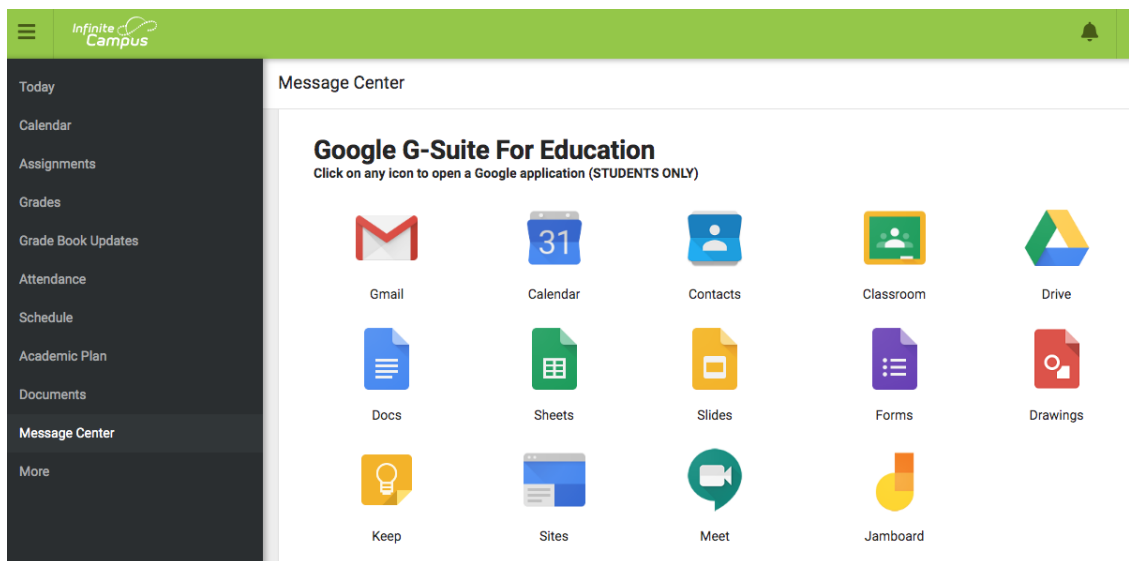 Infinite
Campus
Today
Calendar
Assignments
Grades
Grade Book Updates
Attendance
Schedule
Academic Plan
Documents
Message Center
More
Message Center
Google G-Suite For Education
Click on any icon to open a Google application (STUDENTS ONLY)
31
Gmail Calendar Contacts Classroom Drive
Docs Sheets Slides Forms Drawings
Keep Sites Meet Jamboard